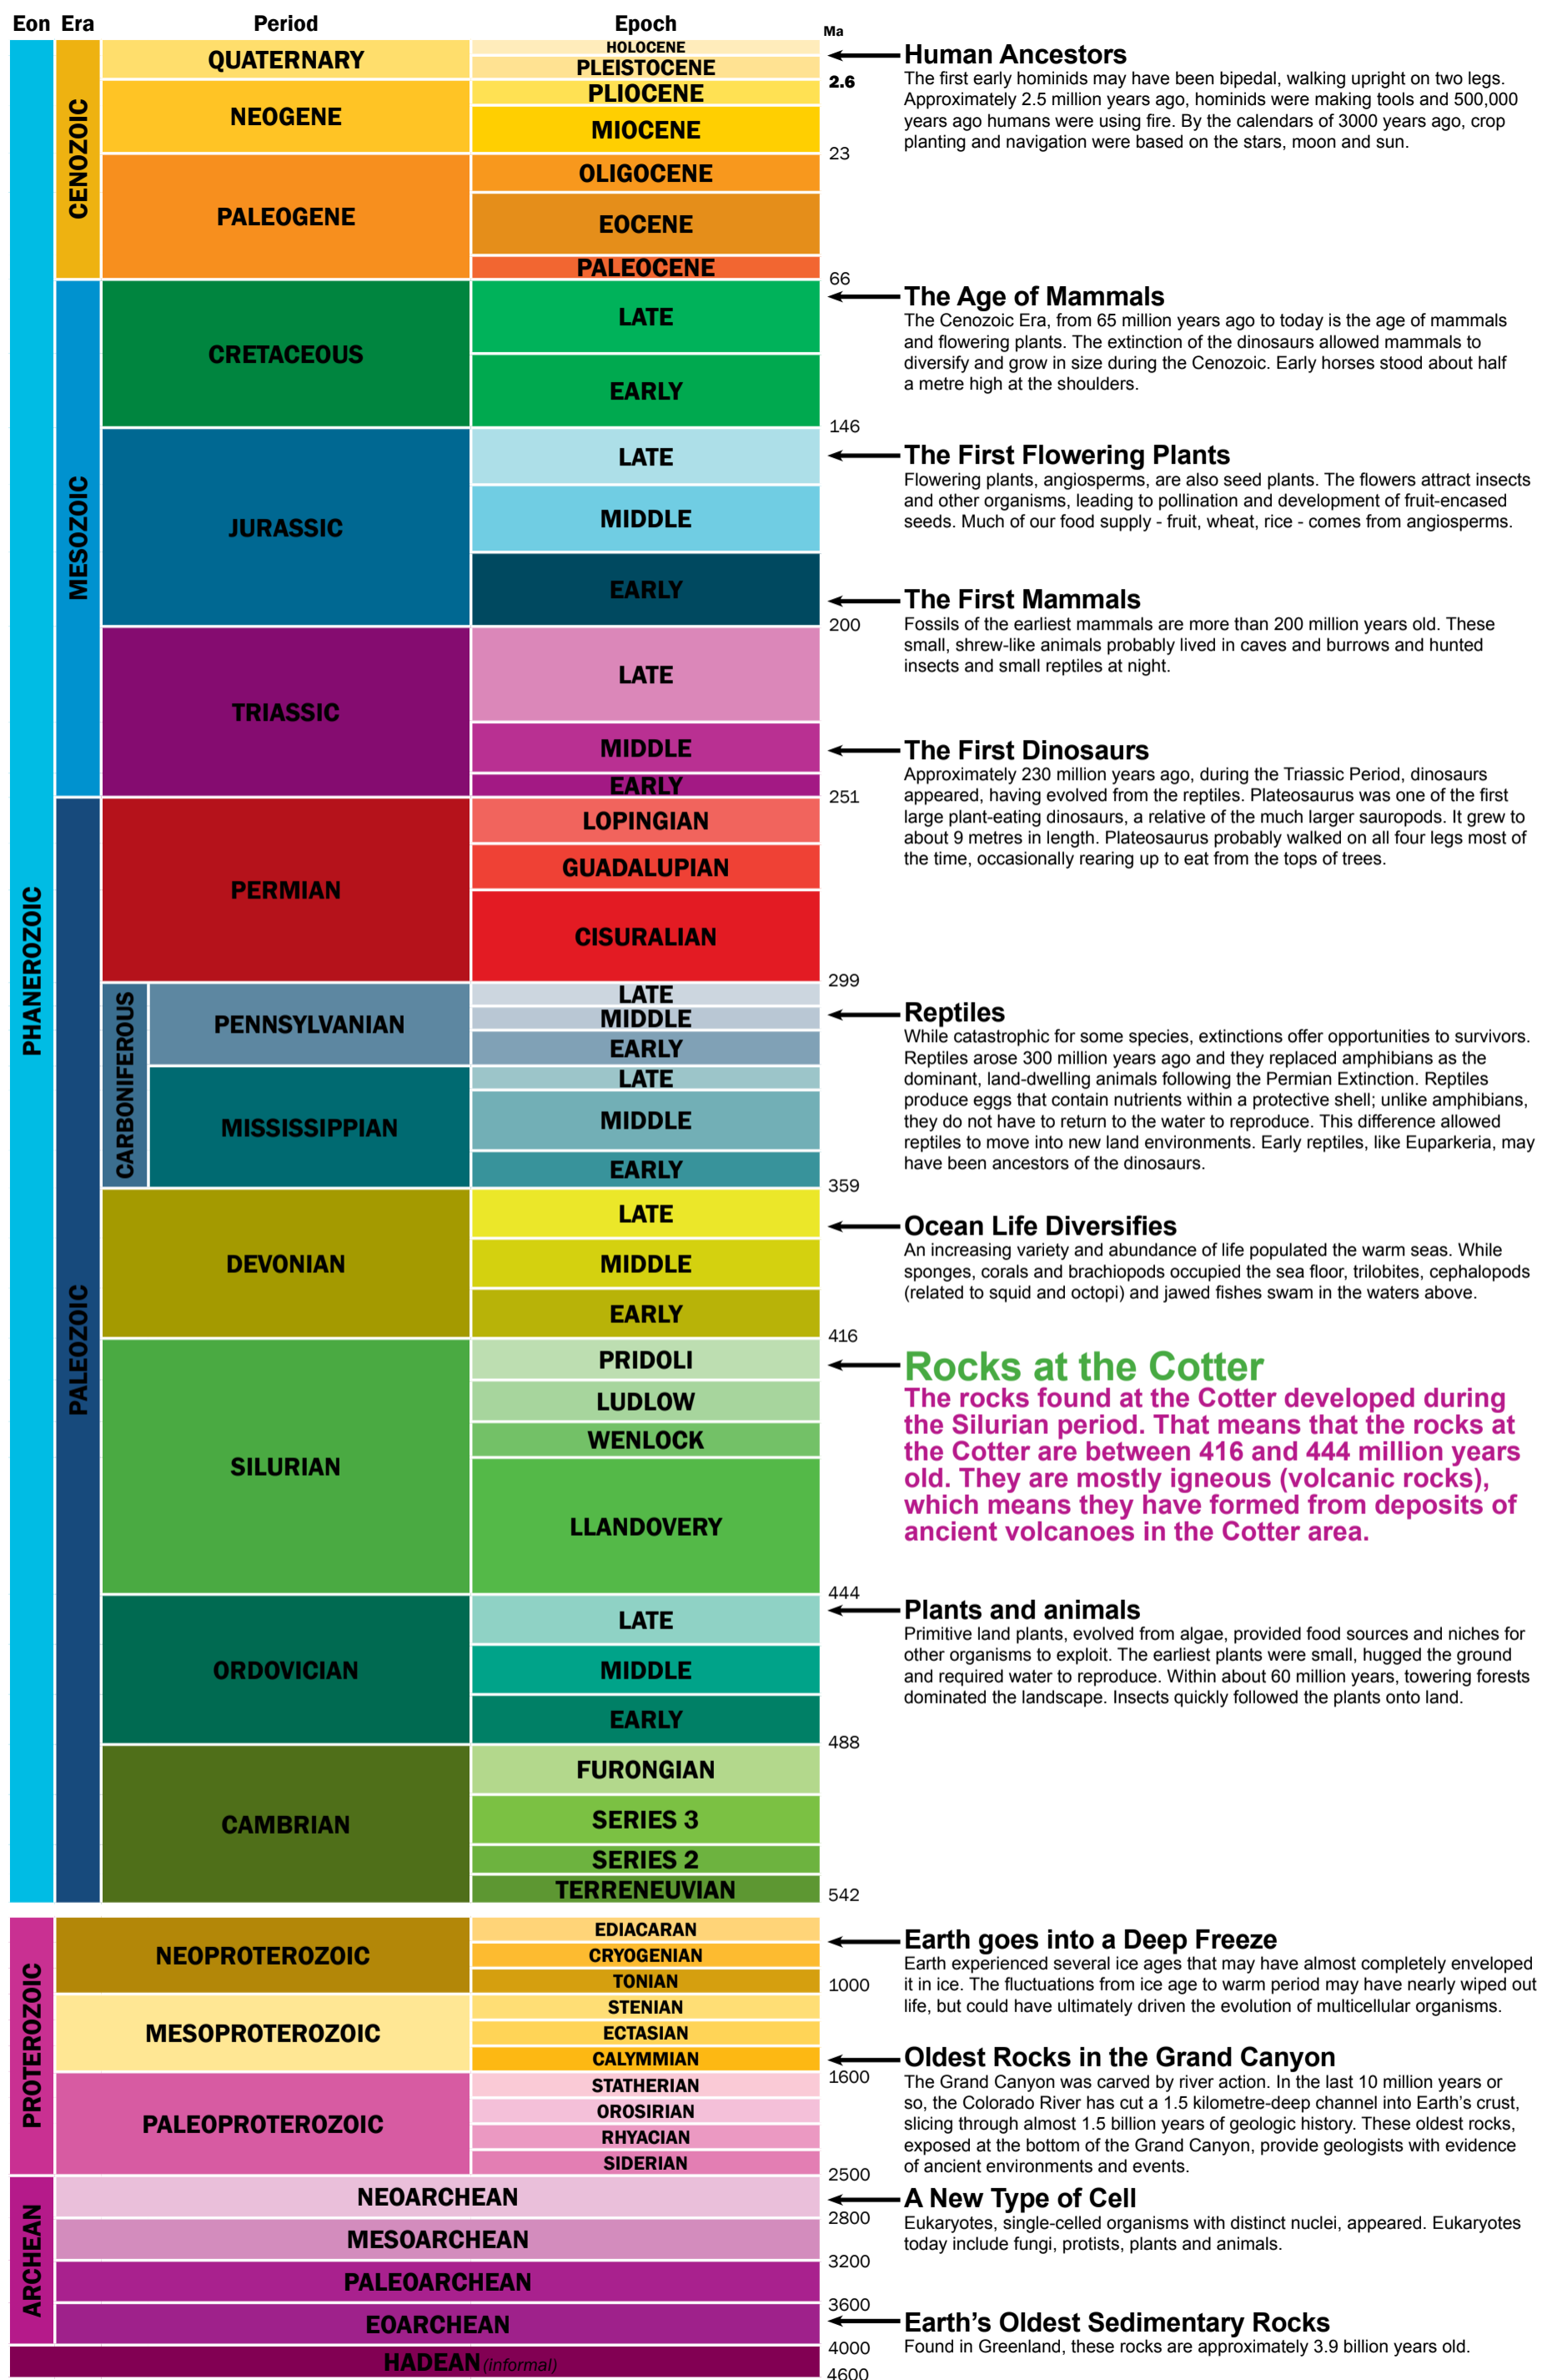 Eon Era Period Epoch Ma
PHANEROZOIC
CENOZOIC
QUATERNARY
HOLOCENE
PLEISTOCENE
2.6
NEOGENE
PLIOCENE
MIOCENE
23
PALEOGENE
OLIGOCENE
EOCENE
PALEOCENE
66
MESOZOIC
CRETACEOUS
LATE
EARLY
146
JURASSIC
LATE
MIDDLE
EARLY
200
TRIASSIC
LATE
MIDDLE
EARLY
251
PALEOZOIC
PERMIAN
LOPINGIAN
GUADALUPIAN
CISURALIAN
299
CARBONIFEROUS
PENNSYLVANIAN
LATE
MIDDLE
EARLY
MISSISSIPPIAN
LATE
MIDDLE
EARLY
359
DEVONIAN
LATE
MIDDLE
EARLY
416
SILURIAN
PRIDOLI
LUDLOW
WENLOCK
LLANDOVERY
444
ORDOVICIAN
LATE
MIDDLE
EARLY
488
CAMBRIAN
FURONGIAN
SERIES 3
SERIES 2
TERRENEUVIAN
542
PROTEROZOIC
NEOPROTEROZOIC
EDIACARAN
CRYOGENIAN
TONIAN
1000
MESOPROTEROZOIC
STENIAN
ECTASIAN
CALYMMIAN
1600
PALEOPROTEROZOIC
STATHERIAN
OROSIRIAN
RHYACIAN
SIDERIAN
2500
ARCHEAN
NEOARCHEAN
2800
MESOARCHEAN
3200
PALEOARCHEAN
3600
EOARCHEAN
4000
HADEAN (informal)
4600
Human Ancestors
The first early hominids may have been bipedal, walking upright on two legs.
Approximately 2.5 million years ago, hominids were making tools and 500,000
years ago humans were using fire. By the calendars of 3000 years ago, crop
planting and navigation were based on the stars, moon and sun.
The Age of Mammals
The Cenozoic Era, from 65 million years ago to today is the age of mammals
and flowering plants. The extinction of the dinosaurs allowed mammals to
diversify and grow in size during the Cenozoic. Early horses stood about half
a metre high at the shoulders.
The First Flowering Plants
Flowering plants, angiosperms, are also seed plants. The flowers attract insects
and other organisms, leading to pollination and development of fruit-encased
seeds. Much of our food supply - fruit, wheat, rice - comes from angiosperms.
The First Mammals
Fossils of the earliest mammals are more than 200 million years old. These
small, shrew-like animals probably lived in caves and burrows and hunted
insects and small reptiles at night.
The First Dinosaurs
Approximately 230 million years ago, during the Triassic Period, dinosaurs
appeared, having evolved from the reptiles. Plateosaurus was one of the first
large plant-eating dinosaurs, a relative of the much larger sauropods. It grew to
about 9 metres in length. Plateosaurus probably walked on all four legs most of
the time, occasionally rearing up to eat from the tops of trees.
Reptiles
While catastrophic for some species, extinctions offer opportunities to survivors.
Reptiles arose 300 million years ago and they replaced amphibians as the
dominant, land-dwelling animals following the Permian Extinction. Reptiles
produce eggs that contain nutrients within a protective shell; unlike amphibians,
they do not have to return to the water to reproduce. This difference allowed
reptiles to move into new land environments. Early reptiles, like Euparkeria, may
have been ancestors of the dinosaurs.
Ocean Life Diversifies
An increasing variety and abundance of life populated the warm seas. While
sponges, corals and brachiopods occupied the sea floor, trilobites, cephalopods
(related to squid and octopi) and jawed fishes swam in the waters above.
Rocks at the Cotter
The rocks found at the Cotter developed during
the Silurian period. That means that the rocks at
the Cotter are between 416 and 444 million years
old. They are mostly igneous (volcanic rocks),
which means they have formed from deposits of
ancient volcanoes in the Cotter area.
Plants and animals
Primitive land plants, evolved from algae, provided food sources and niches for
other organisms to exploit. The earliest plants were small, hugged the ground
and required water to reproduce. Within about 60 million years, towering forests
dominated the landscape. Insects quickly followed the plants onto land.
Earth goes into a Deep Freeze
Earth experienced several ice ages that may have almost completely enveloped
it in ice. The fluctuations from ice age to warm period may have nearly wiped out
life, but could have ultimately driven the evolution of multicellular organisms.
Oldest Rocks in the Grand Canyon
The Grand Canyon was carved by river action. In the last 10 million years or
so, the Colorado River has cut a 1.5 kilometre-deep channel into Earth's crust,
slicing through almost 1.5 billion years of geologic history. These oldest rocks,
exposed at the bottom of the Grand Canyon, provide geologists with evidence
of ancient environments and events.
A New Type of Cell
Eukaryotes, single-celled organisms with distinct nuclei, appeared. Eukaryotes
today include fungi, protists, plants and animals.
Earth's Oldest Sedimentary Rocks
Found in Greenland, these rocks are approximately 3.9 billion years old.